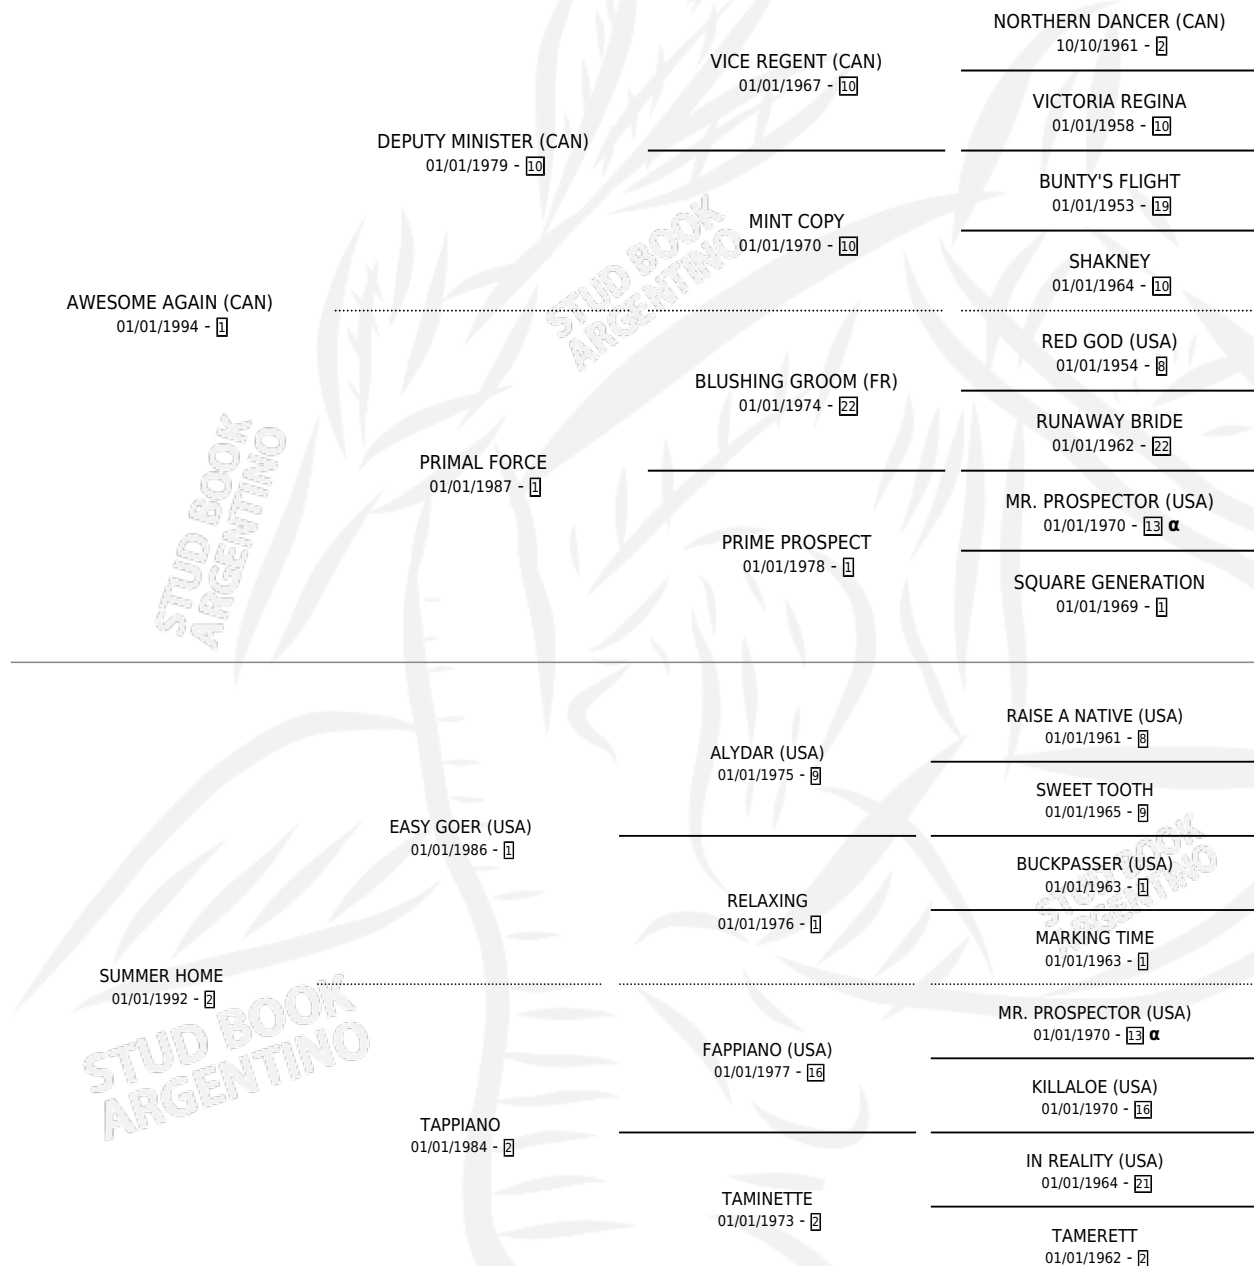 NORTHERN DANCER (CAN)
10/10/1961 - 2
VICE REGENT (CAN)
01/01/1967 - 10
VICTORIA REGINA
01/01/1958 - 10
DEPUTY MINISTER (CAN)
01/01/1979 - 10
BUNTY'S FLIGHT
01/01/1953 - 19
MINT COPY
01/01/1970 - 10
SHAKNEY
01/01/1964 - 10
AWESOME AGAIN (CAN)
01/01/1994 - 1
RED GOD (USA)
01/01/1954 - 8
BLUSHING GROOM (FR)
01/01/1974 - 22
RUNAWAY BRIDE
01/01/1962 - 22
PRIMAL FORCE
01/01/1987 - 1
MR. PROSPECTOR (USA)
01/01/1970 - 13 α
PRIME PROSPECT
01/01/1978 - 1
SQUARE GENERATION
01/01/1969 - 1
RAISE A NATIVE (USA)
01/01/1961 - 8
ALYDAR (USA)
01/01/1975 - 9
SWEET TOOTH
01/01/1965 - 9
EASY GOER (USA)
01/01/1986 - 1
BUCKPASSER (USA)
01/01/1963 - 1
RELAXING
01/01/1976 - 1
MARKING TIME
01/01/1963 - 1
SUMMER HOME
01/01/1992 - 2
MR. PROSPECTOR (USA)
01/01/1970 - 13 α
FAPPIANO (USA)
01/01/1977 - 16
KILLALOE (USA)
01/01/1970 - 16
TAPPIANO
01/01/1984 - 2
IN REALITY (USA)
01/01/1964 - 21
TAMINETTE
01/01/1973 - 2
TAMERETT
01/01/1962 - 2
STUD BOOK
ARGENTINO
STUD BOOK
ARGENTINO
STUD BOOK
ARGENTINO
STUD BOOK
ARGENTINO